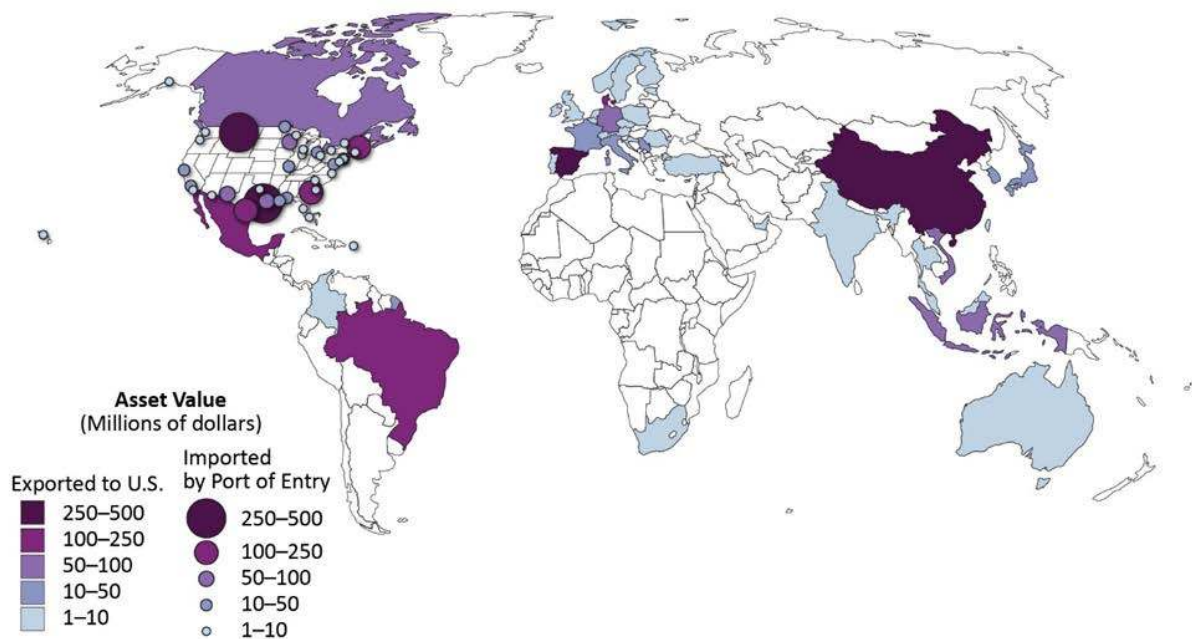 Asset Value
(Millions of dollars)
Exported to U.S.
250–500
100–250
50–100
10–50
1–10
Imported
by Port of Entry
250–500
100–250
50–100
10–50
1–10